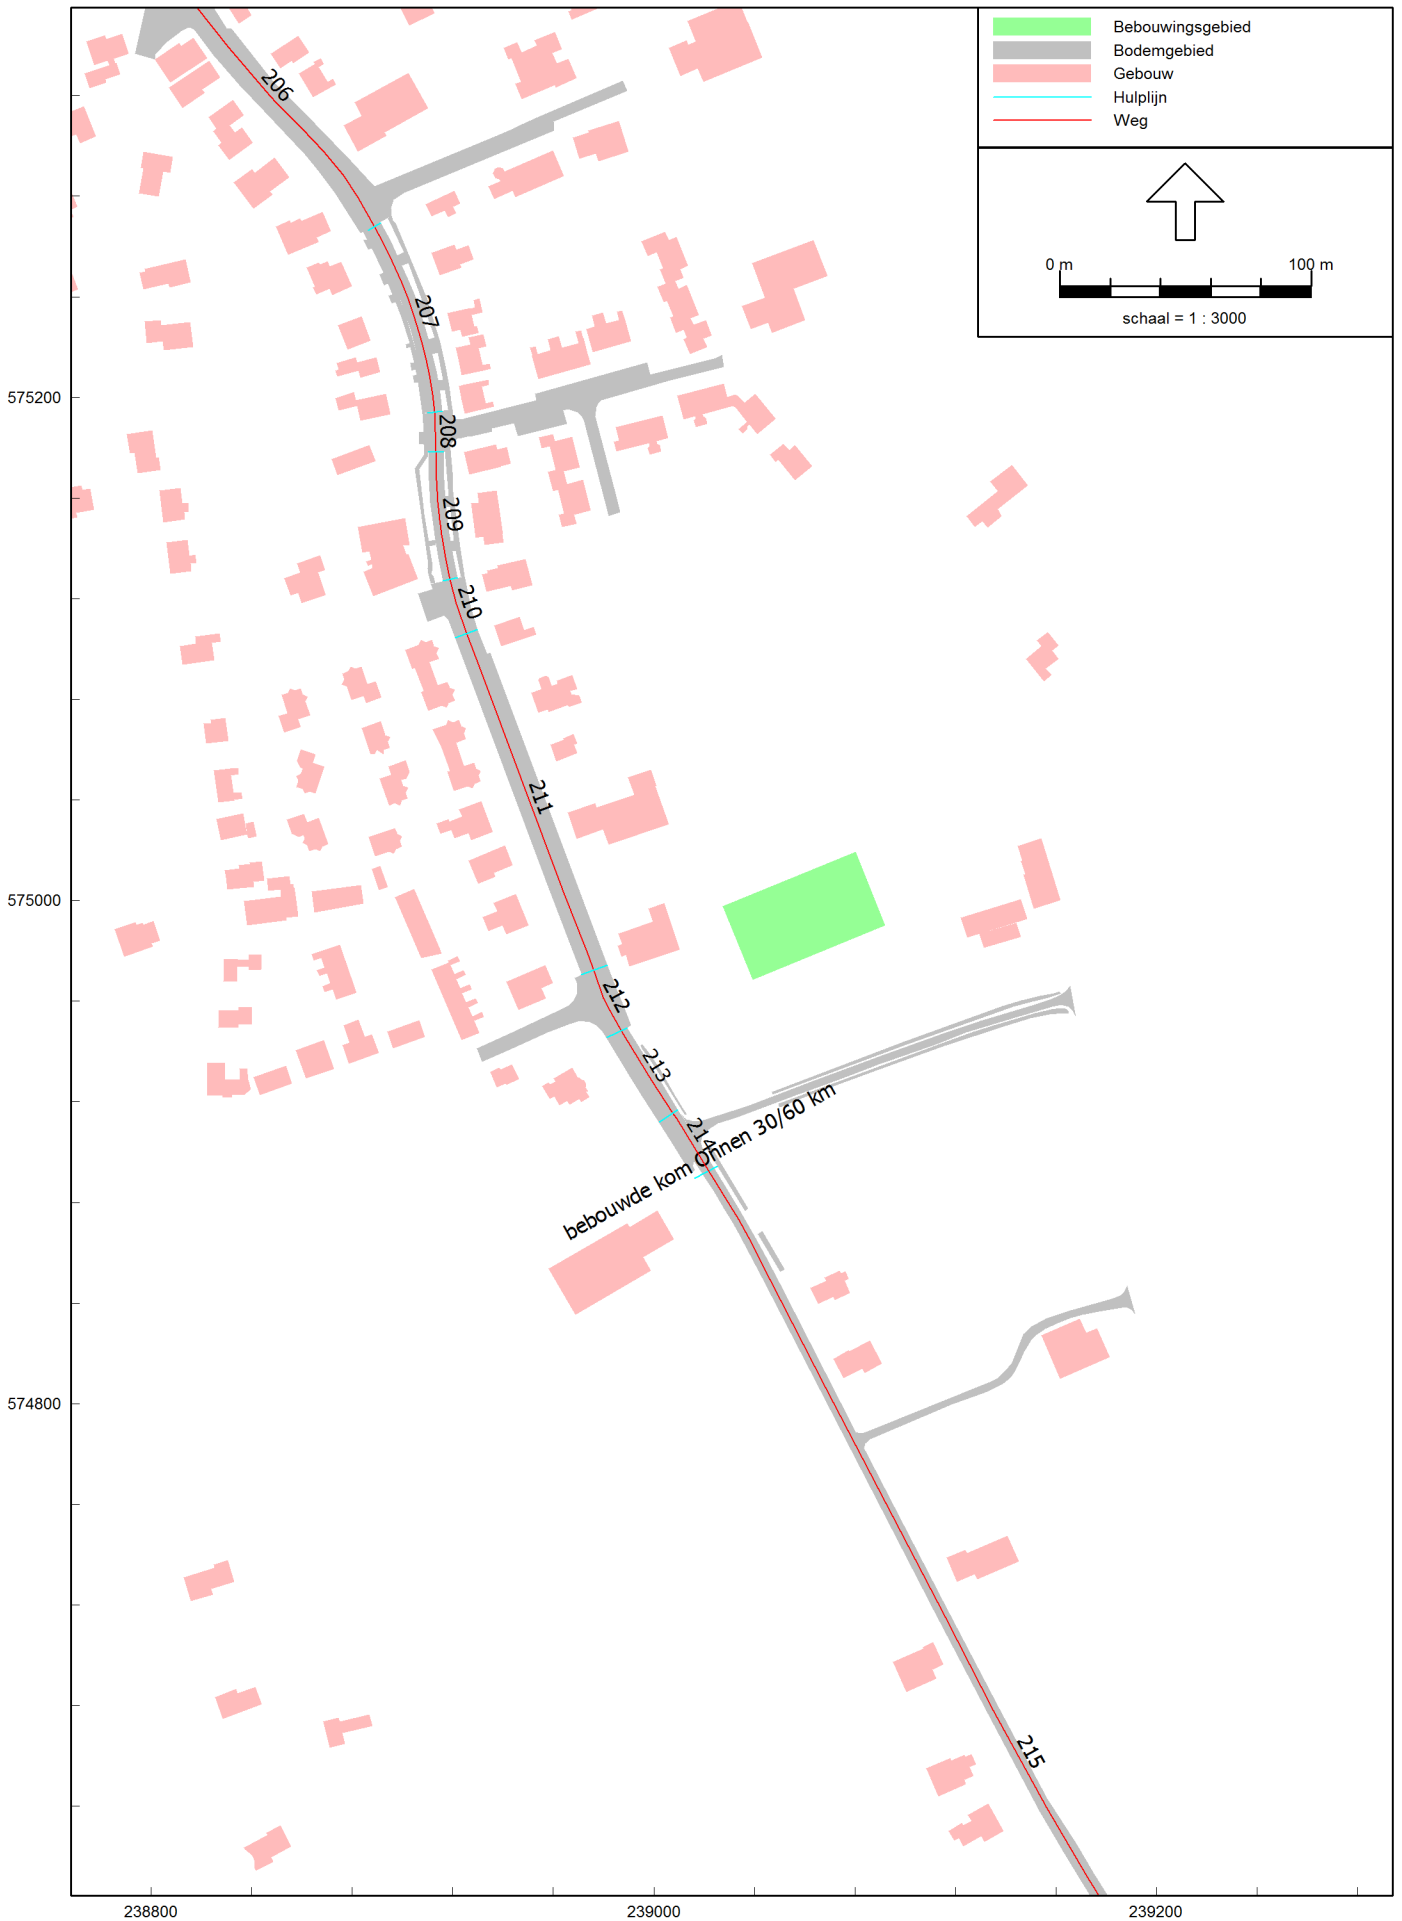 Bebouwingsgebied
Bodemgebied
Gebouw
Hulplijn
Weg
0 m 100 m
schaal = 1 : 3000
206
207
575200
208
209
210
211
575000
212
213
214
bebouwde kom Onnen 30/60 km
574800
215
238800 239000 239200